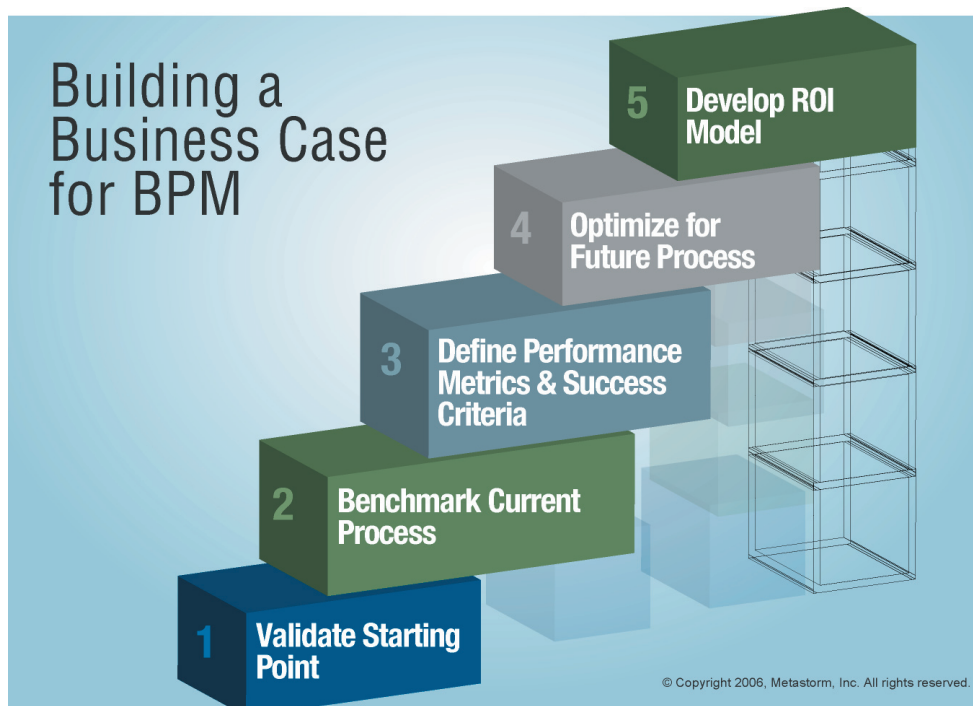 Building a
Business Case
for BPM
5
Develop ROI
Model
4
Optimize for
Future Process
3
Define Performance
Metrics & Success
Criteria
2
Benchmark Current
Process
1
Validate Starting
Point
© Copyright 2006, Metastorm, Inc. All rights reserved.